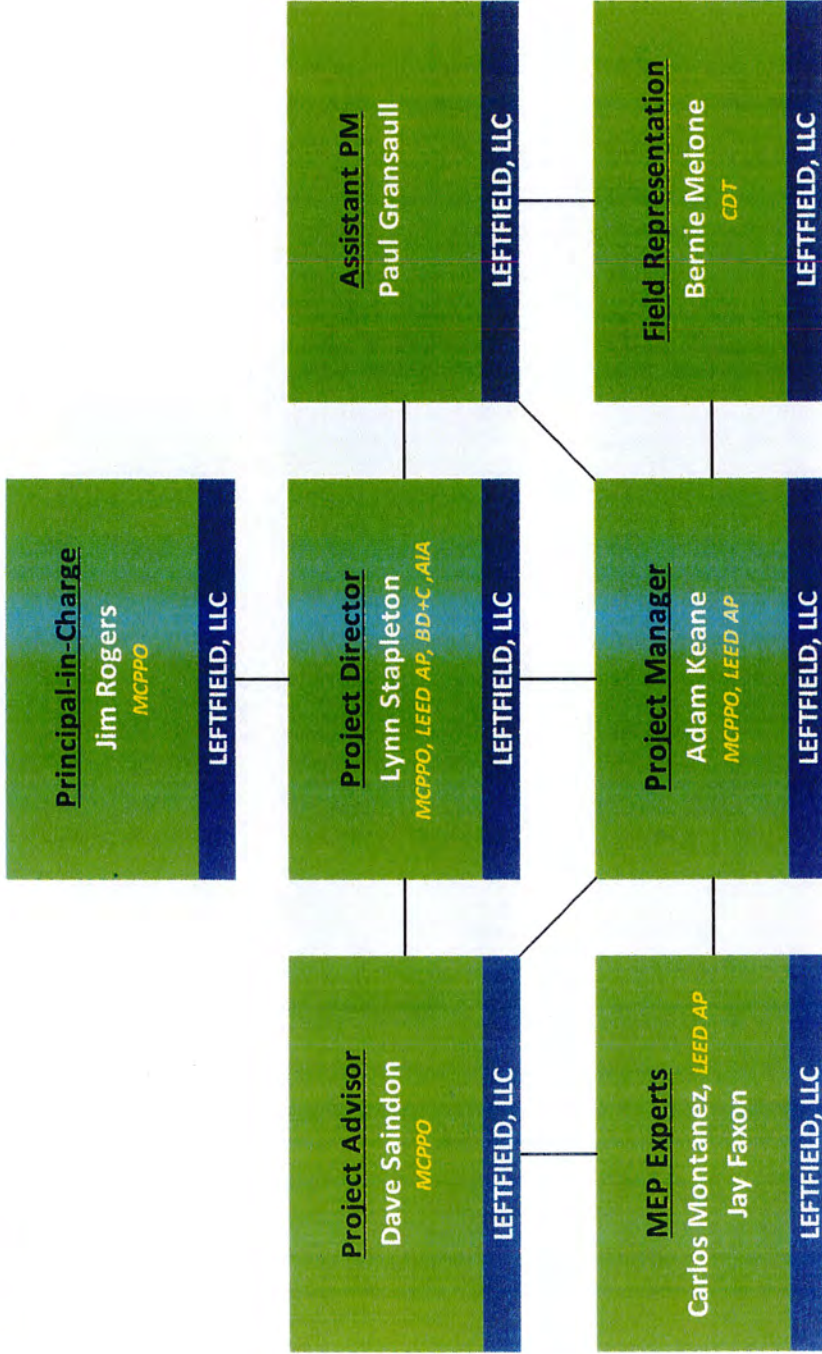 Principal-in-Charge
Jim Rogers
MCPPO
LEFTFIELD, LLC
Project Advisor
Dave Saindon
MCPPO
LEFTFIELD, LLC
Project Director
Lynn Stapleton
MCPPO, LEED AP, BD+C ,AIA
LEFTFIELD, LLC
Assistant PM
Paul Gransaull
LEFTFIELD, LLC
MEP Experts
Carlos Montanez, LEED AP
Jay Faxon
LEFTFIELD, LLC
Project Manager
Adam Keane
MCPPO, LEED AP
LEFTFIELD, LLC
Field Representation
Bernie Melone
CDT
LEFTFIELD, LLC